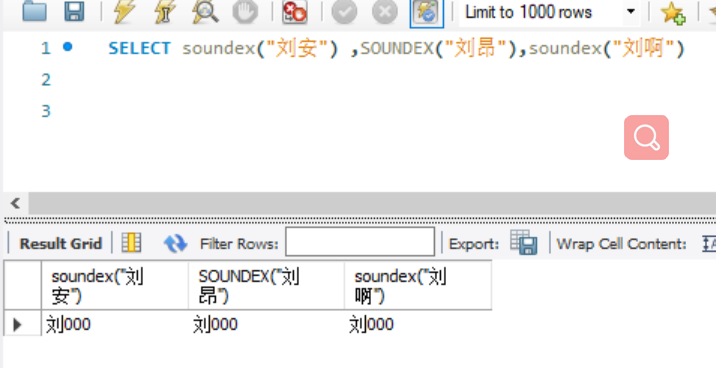 Limit to 1000 rows
1 SELECT soundex("刘安") ,SOUNDEX("刘昂"),soundex("刘啊")
2
3
Result Grid Filter Rows: Export: Wrap Cell Content:
soundex("刘安") SOUNDEX("刘昂") soundex("刘啊")
刘000 刘000 刘000